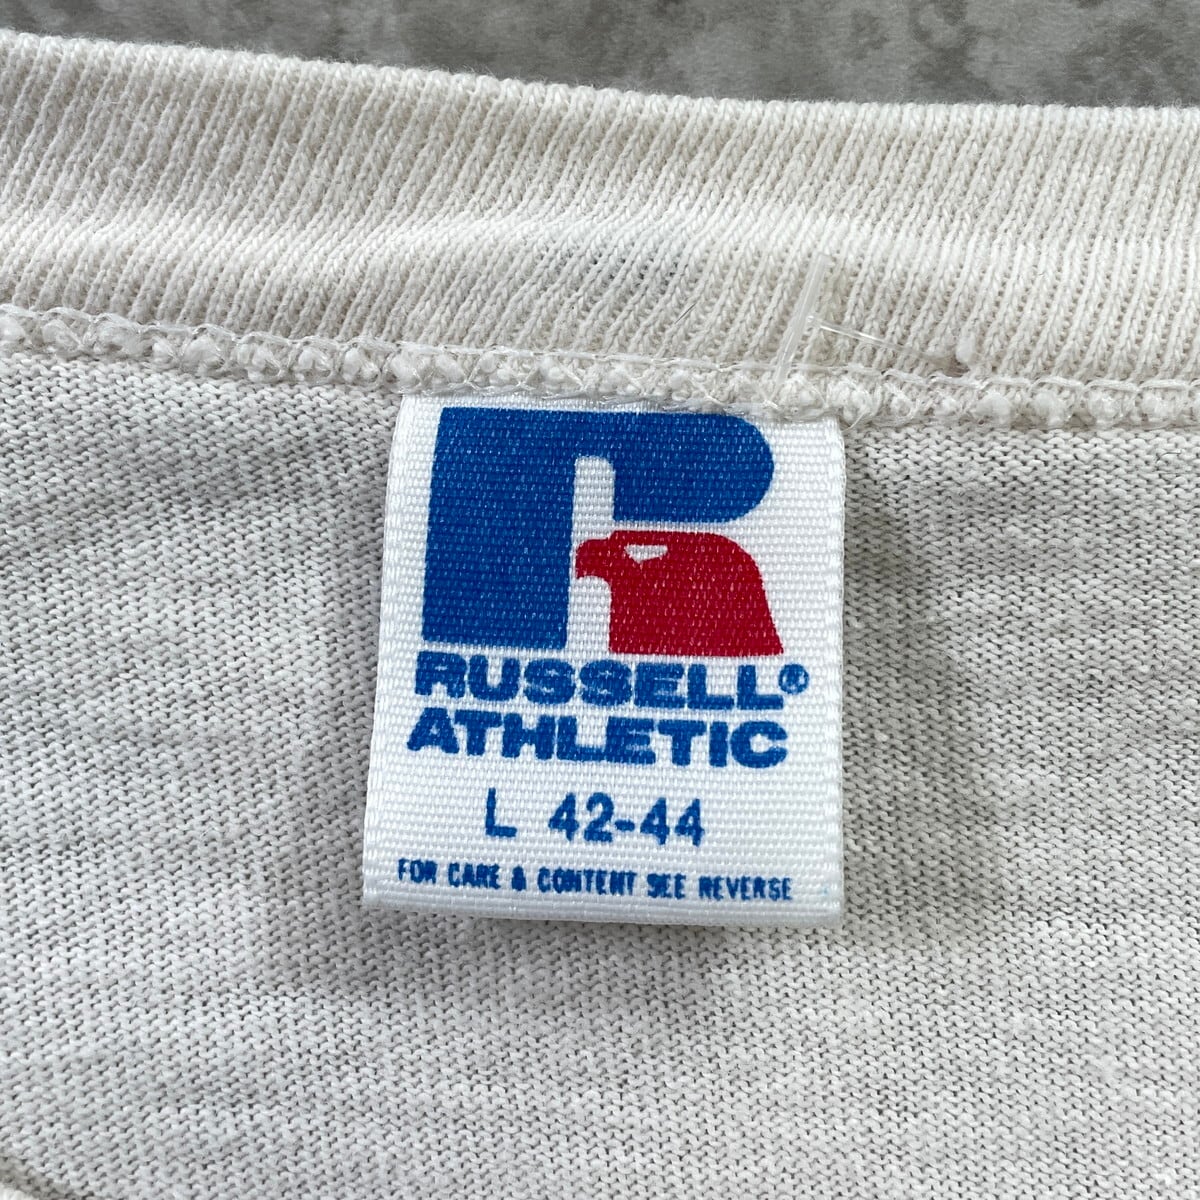 RUSSELL®
ATHLETIC
L 42-44
FOR CARE & CONTENT SEE REVERSE